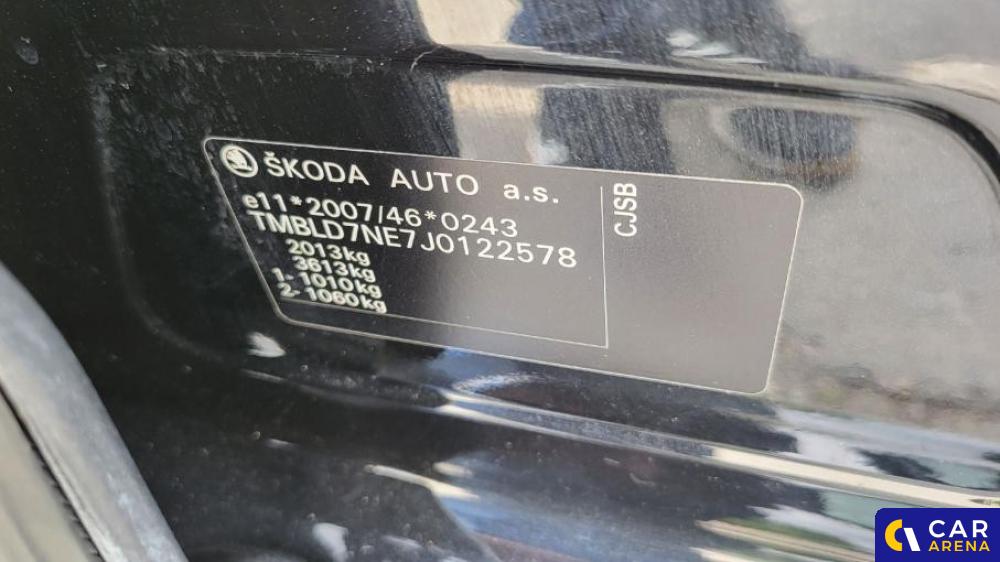 ŠKODA AUTO a.s.
e11*2007/46*0243
TMBLD7NE7J0122578
2013kg
3613kg
1- 1010kg
2- 1060kg
CJSB
CAR
ARENA